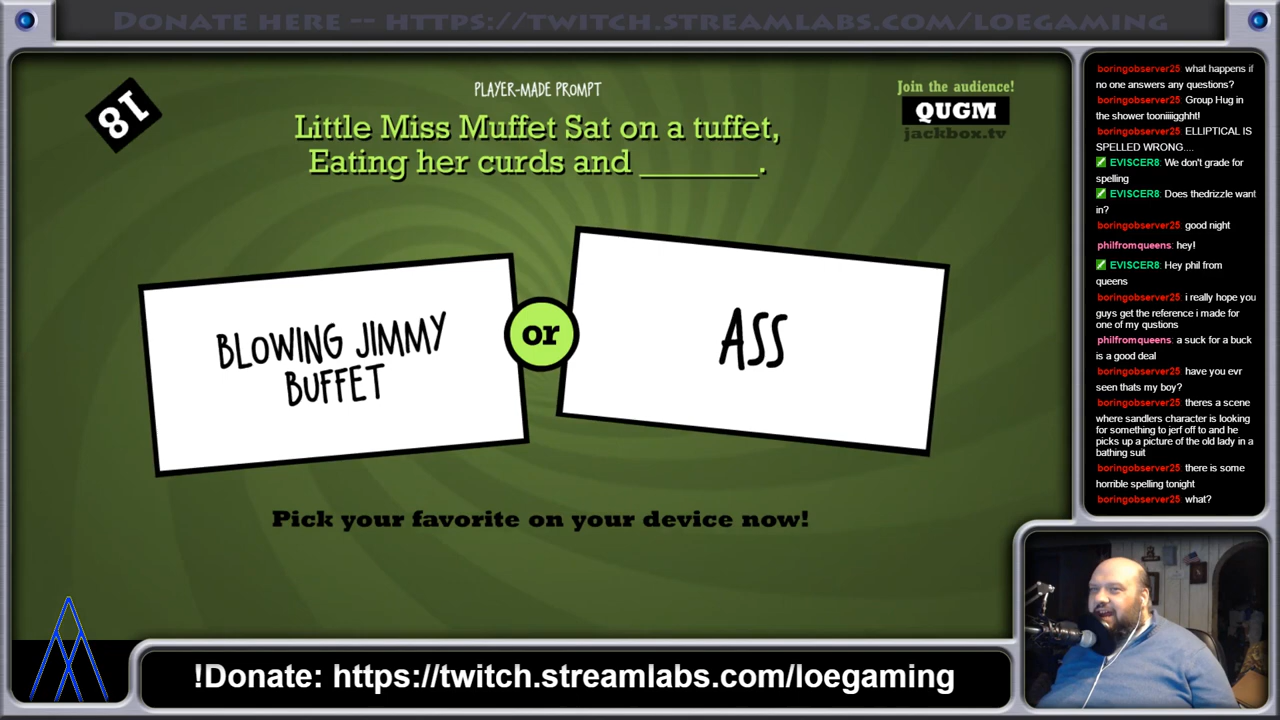 Donate here -- https://twitch.streamlabs.com/loegaming
18
PLAYER-MADE PROMPT
Little Miss Muffet Sat on a tuffet,
Eating her curds and ________.
Join the audience!
QUGM
jackbox.tv
BLOWING JIMMY
BUFFET
or
ASS
Pick your favorite on your device now!
boringobserver25: what happens if
no one answers any questions?
boringobserver25: Group Hug in
the shower tooniiiigghht!
boringobserver25: ELLIPTICAL IS
SPELLED WRONG....
EVISCER8: We don't grade for
spelling
EVISCER8: Does thedrizzle want
in?
boringobserver25: good night
philfromqueens: hey!
EVISCER8: Hey phil from
queens
boringobserver25: i really hope you
guys get the reference i made for
one of my qustions
philfromqueens: a suck for a buck
is a good deal
boringobserver25: have you evr
seen thats my boy?
boringobserver25: theres a scene
where sandlers character is looking
for something to jerf off to and he
picks up a picture of the old lady in a
bathing suit
boringobserver25: there is some
horrible spelling tonight
boringobserver25: what?
!Donate: https://twitch.streamlabs.com/loegaming